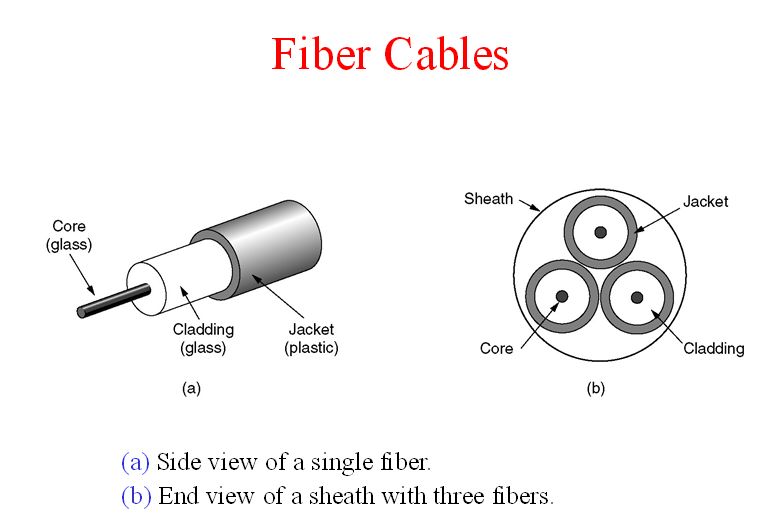 Fiber Cables
Core
(glass)
Cladding
(glass)
Jacket
(plastic)
(a)
Sheath
Jacket
Core
Cladding
(b)
(a) Side view of a single fiber.
(b) End view of a sheath with three fibers.